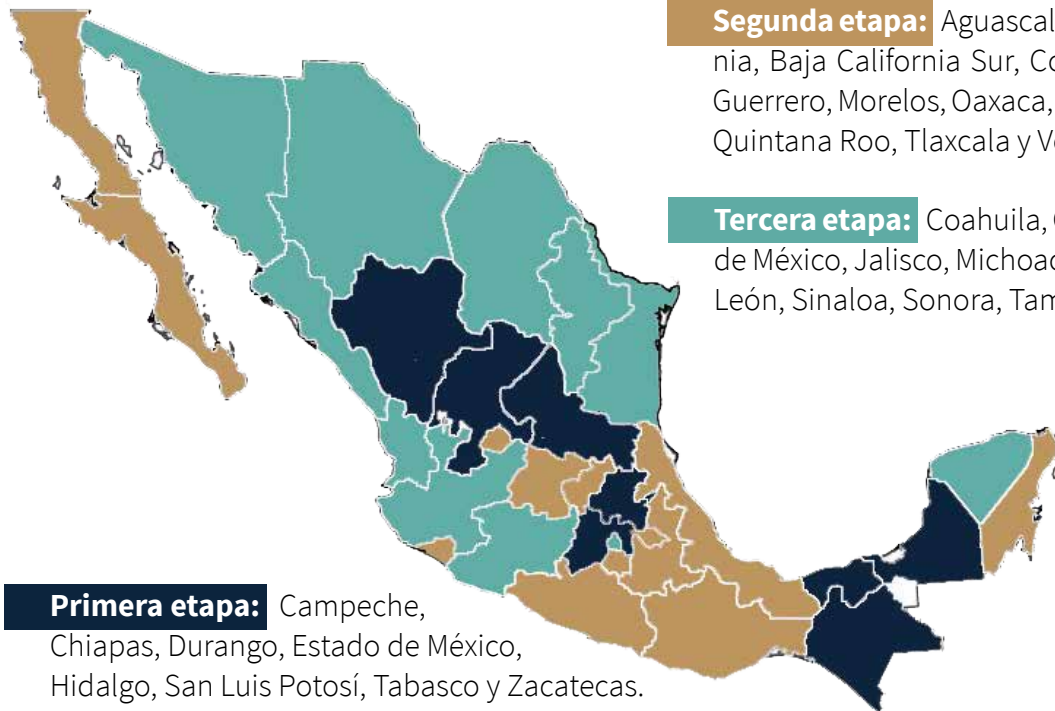 Segunda etapa: Aguascal
nia, Baja California Sur, Co
Guerrero, Morelos, Oaxaca,
Quintana Roo, Tlaxcala y V
Tercera etapa: Coahuila,
de México, Jalisco, Michoac
León, Sinaloa, Sonora, Tam
Primera etapa: Campeche,
Chiapas, Durango, Estado de México,
Hidalgo, San Luis Potosí, Tabasco y Zacatecas.